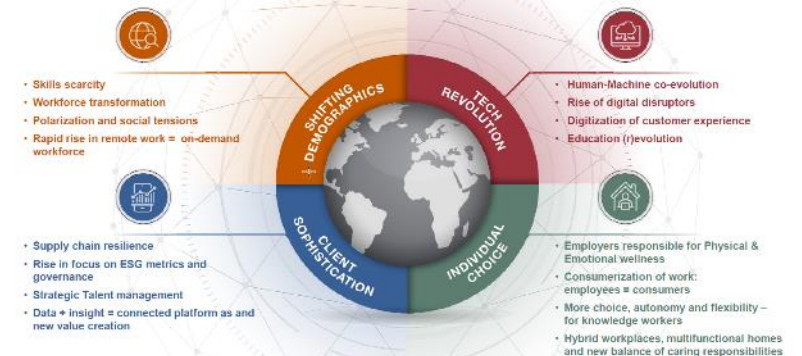 SHIFTING
DEMOGRAPHICS
TECH
REVOLUTION
CLIENT
SOPHISTICATION
INDIVIDUAL
CHOICE
• Skills scarcity
• Workforce transformation
• Polarization and social tensions
• Rapid rise in remote work = on-demand
workforce
• Human-Machine co-evolution
• Rise of digital disruptors
• Digitization of customer experience
• Education (r)evolution
• Supply chain resilience
• Rise in focus on ESG metrics and
governance
• Strategic Talent management
• Data + insight = connected platform as and
new value creation
• Employers responsible for Physical &
Emotional wellness
• Consumerization of work:
employees = consumers
• More choice, autonomy and flexibility –
for knowledge workers
• Hybrid workplaces, multifunctional homes
and new balance of caring responsibilities